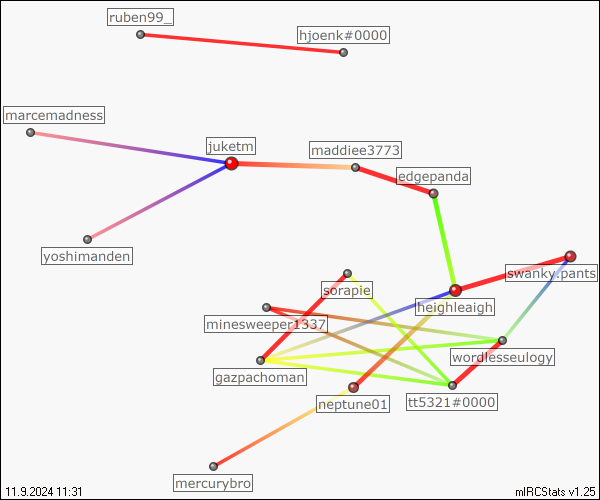 ruben99_
hjoenk#0000
marcemadness
juketm
maddiee3773
edgepanda
yoshimanden
swanky.pants
sorapie
heighleaigh
minesweeper1337
wordlesseulogy
gazpachoman
neptune01
tt5321#0000
mercurybro
11.9.2024 11:31
mIRCStats v1.25